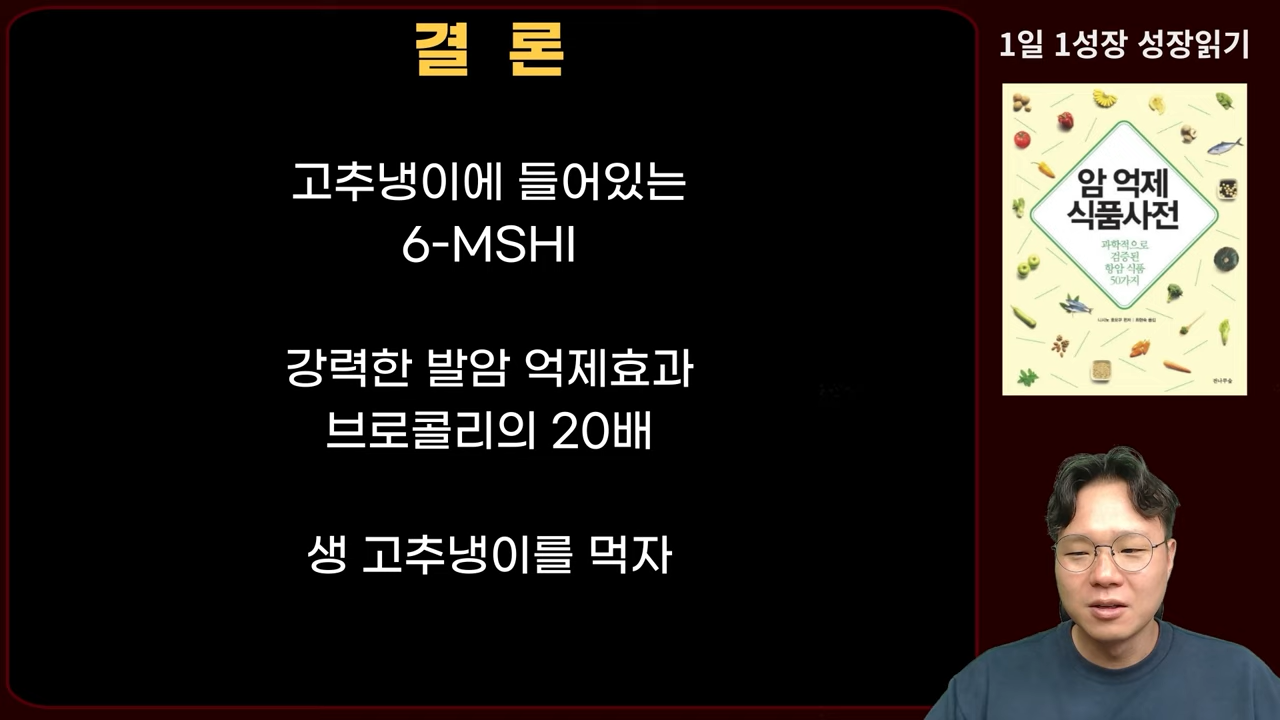 결 론
고추냉이에 들어있는
6-MSHI
강력한 발암 억제효과
브로콜리의 20배
생 고추냉이를 먹자
1일 1성장 성장읽기
암 억제
식품사전
과학적으로
검증된
항암 식품
50가지